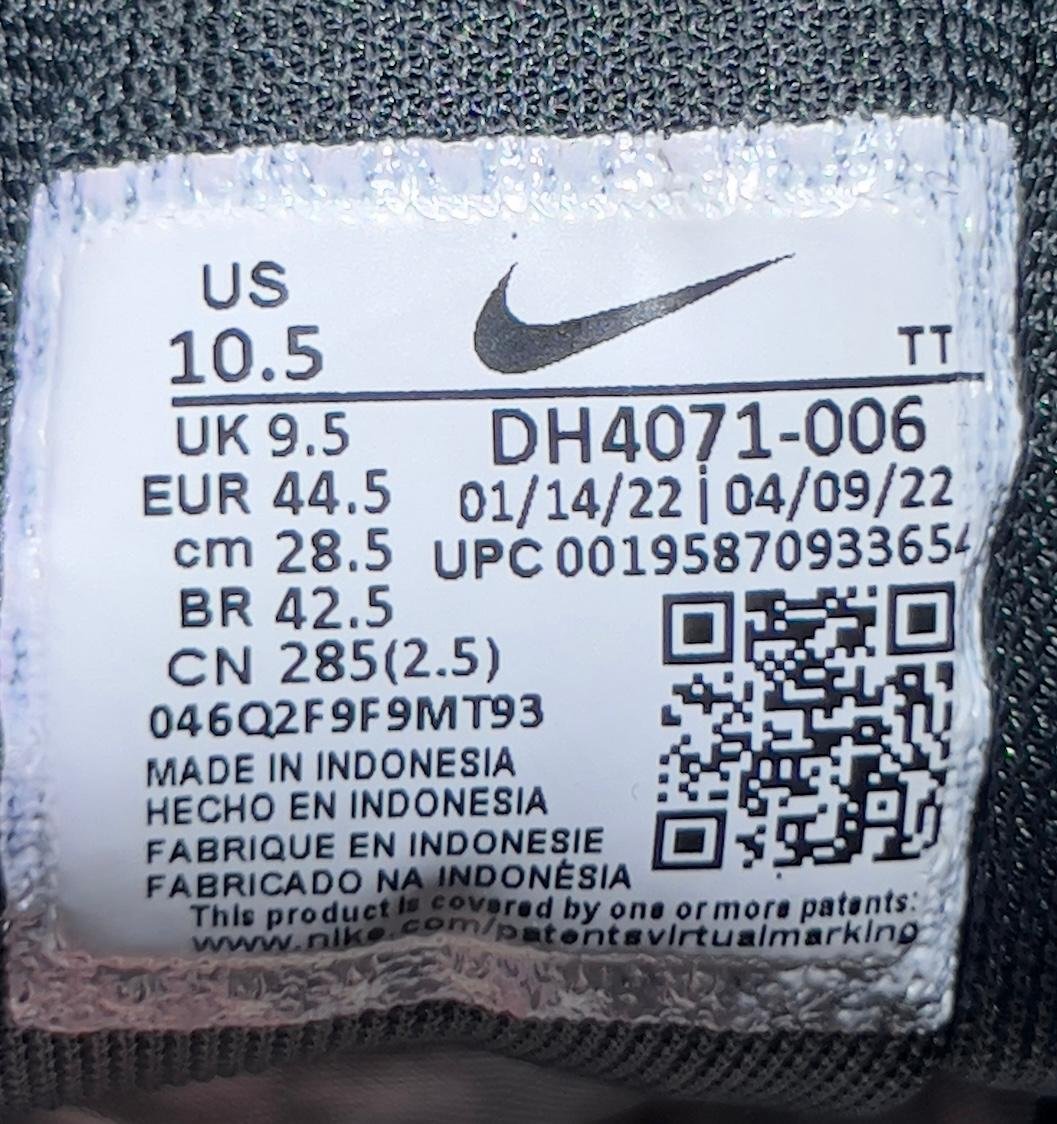 US
10.5
TT
UK 9.5
DH4071-006
EUR 44.5
01/14/22 | 04/09/22
cm 28.5
UPC 00195870933654
BR 42.5
CN 285(2.5)
046Q2F9F9MT93
MADE IN INDONESIA
HECHO EN INDONESIA
FABRIQUE EN INDONESIE
FABRICADO NA INDONÉSIA
This product is covered by one or more patents:
www.nike.com/patentsvirtualmarking